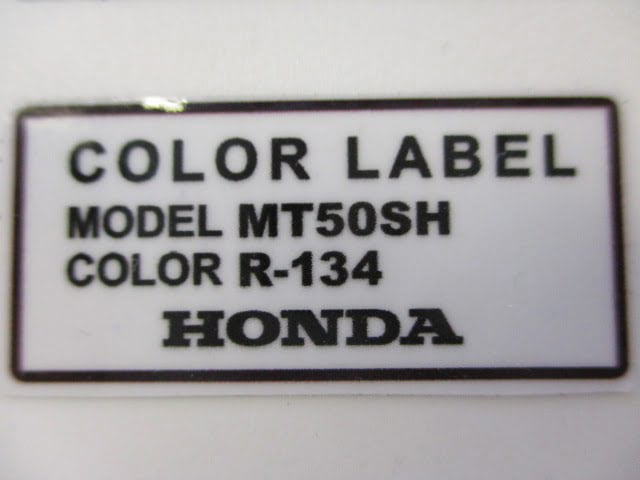 COLOR LABEL
MODEL MT50SH
COLOR R-134
HONDA